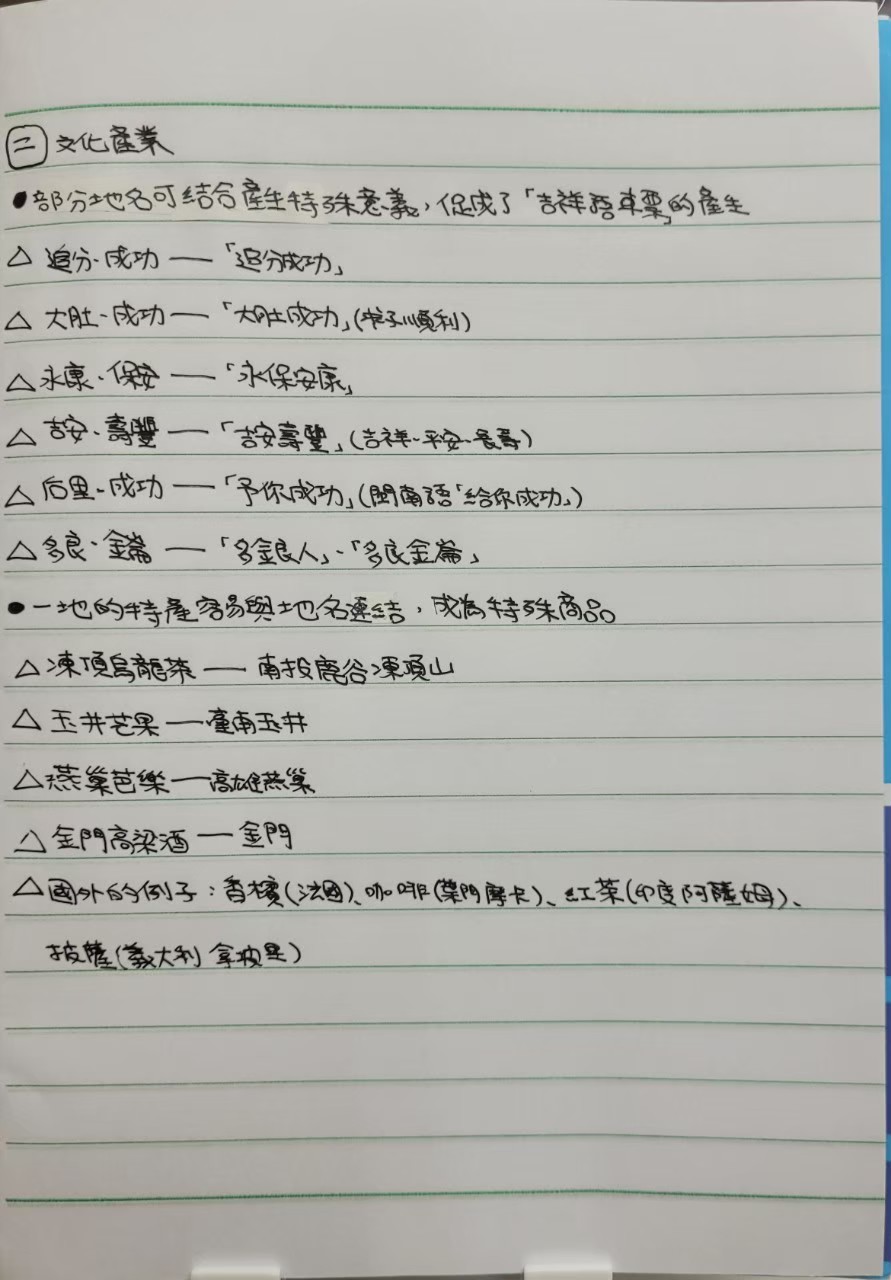 ㊁ 文化產業
●部分地名可結合產生特殊意義,促成了「吉祥語車票」的產生
△ 追分、成功 ——「追分成功」
△ 大肚、成功 ——「大肚成功」(求子順利)
△ 永康、保安 ——「永保安康」
△ 吉安、壽豐 ——「吉安壽豐」(吉祥、平安、長壽)
△ 后里、成功 ——「予你成功」(閩南語「給你成功」)
△ 多良、金崙 ——「多金良人」、「多良金崙」
●一地的特產容易與地名連結,成為特殊商品
△ 凍頂烏龍茶 —— 南投鹿谷凍頂山
△ 玉井芒果 —— 臺南玉井
△ 燕巢芭樂 —— 高雄燕巢
△ 金門高梁酒 —— 金門
△ 國外的例子:香檳(法國)、咖啡(葉門摩卡)、紅茶(印度阿薩姆)、
披薩(義大利 拿坡里)